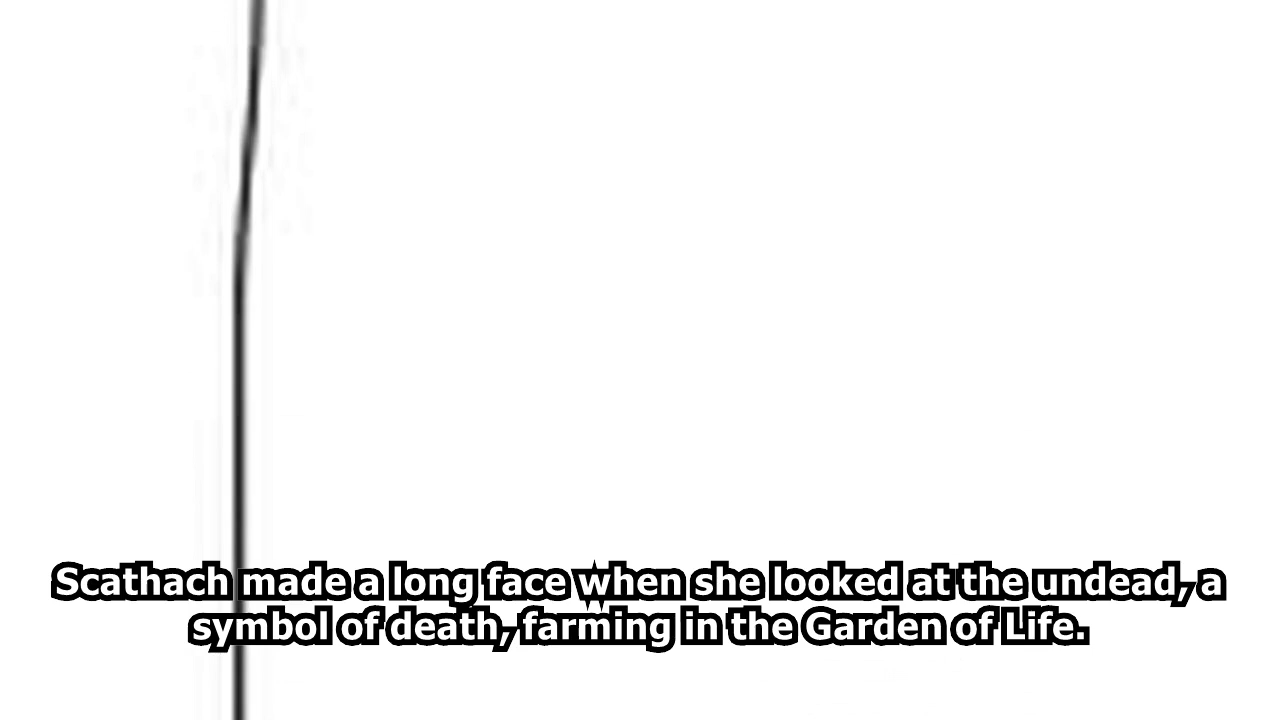 Scathach made a long face when she looked at the undead, a
symbol of death, farming in the Garden of Life.